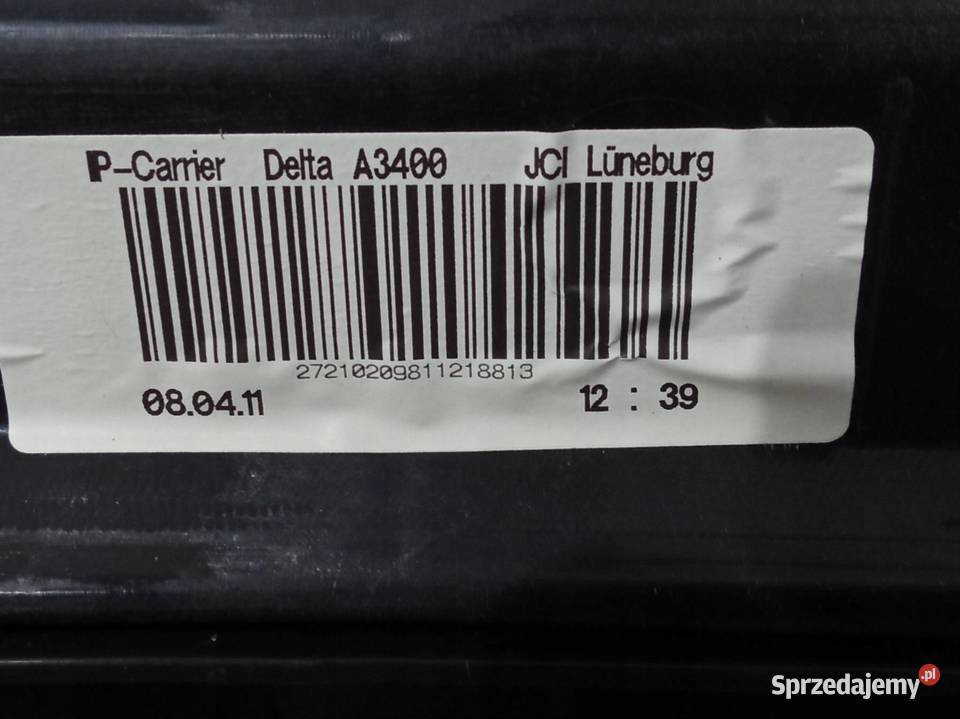 P-Carrier Delta A3400 JCI Lüneburg
27210209811218813
08.04.11 12 : 39
Sprzedajemy.pl